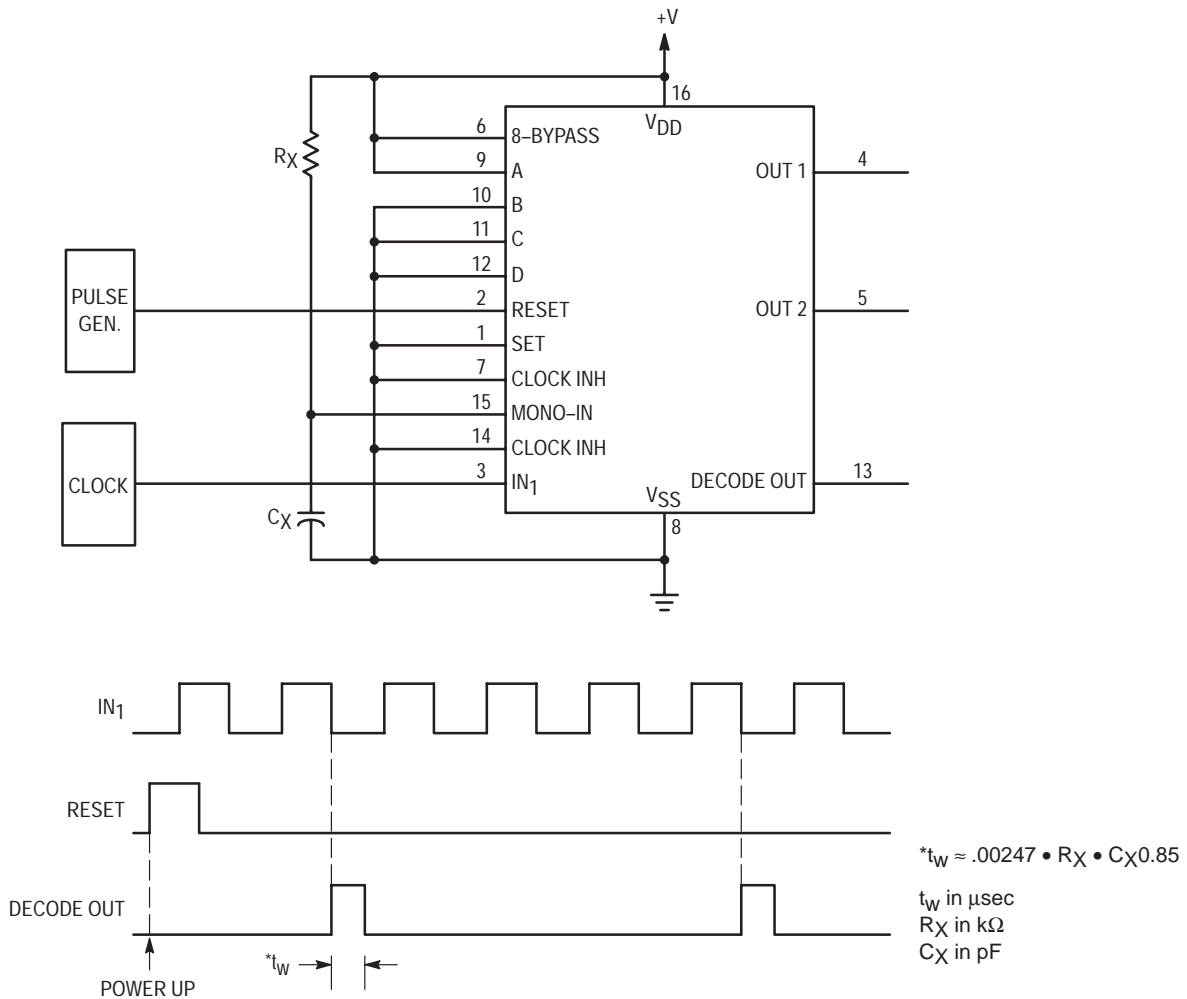 +V
16
VDD
6
8–BYPASS
RX
9
A
OUT 1
4
10
B
11
C
12
D
PULSE
GEN.
2
RESET
OUT 2
5
1
SET
7
CLOCK INH
15
MONO–IN
14
CLOCK INH
CLOCK
3
IN1
DECODE OUT
13
VSS
CX
8
IN1
RESET
*tw ≈ .00247 • RX • CX0.85
DECODE OUT
tw in μsec
RX in kΩ
CX in pF
*tw
POWER UP